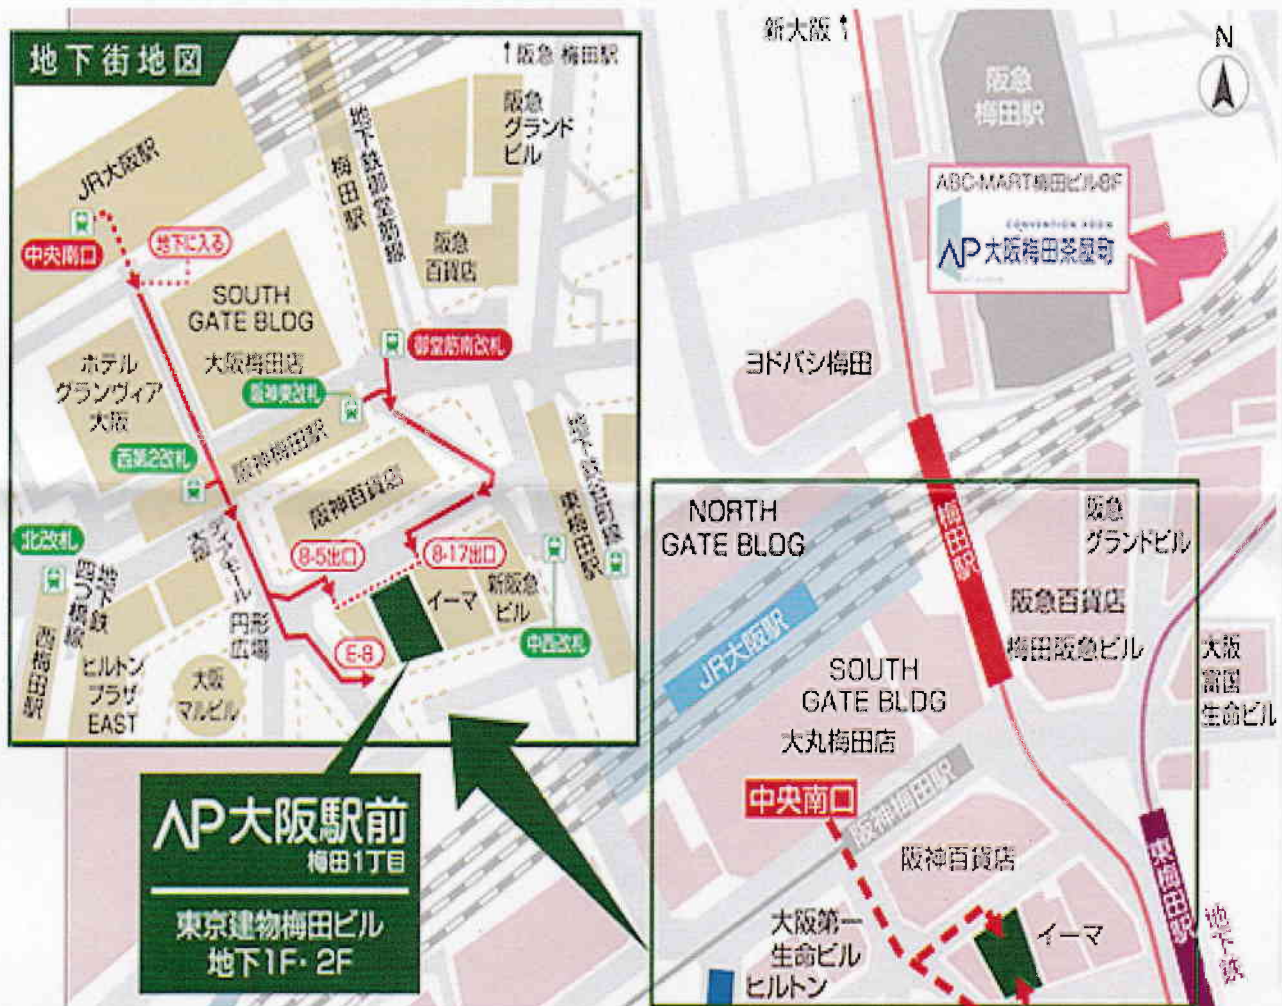 地下街地図
↑阪急 梅田駅
JR大阪駅
中央南口
地下に入る
梅田駅
地下鉄御堂筋線
阪急
グランド
ビル
阪急
百貨店
SOUTH
GATE BLDG
大阪梅田店
御堂筋南改札
ホテル
グランヴィア
大阪
阪神東改札
西第2改札
阪神梅田駅
阪神百貨店
北改札
地下鉄
四つ橋線
西梅田駅
ディアモール
大阪
円形
広場
8-5出口
8-17出口
E-8
イーマ
新阪急
ビル
東梅田駅
中西改札
ヒルトン
プラザ
EAST
大阪
マルビル
AP大阪駅前
梅田1丁目
東京建物梅田ビル
地下1F・2F
新大阪↑
N
阪急
梅田駅
ABC-MART梅田ビル8F
CONVENTION ROOM
AP大阪梅田茶屋町
ヨドバシ梅田
NORTH
GATE BLDG
梅田駅
阪急
グランドビル
JR大阪駅
阪急百貨店
梅田阪急ビル
大阪
富国
生命ビル
SOUTH
GATE BLDG
大丸梅田店
中央南口
阪神梅田駅
阪神百貨店
大阪第一
生命ビル
ヒルトン
イーマ
東梅田駅
地下鉄